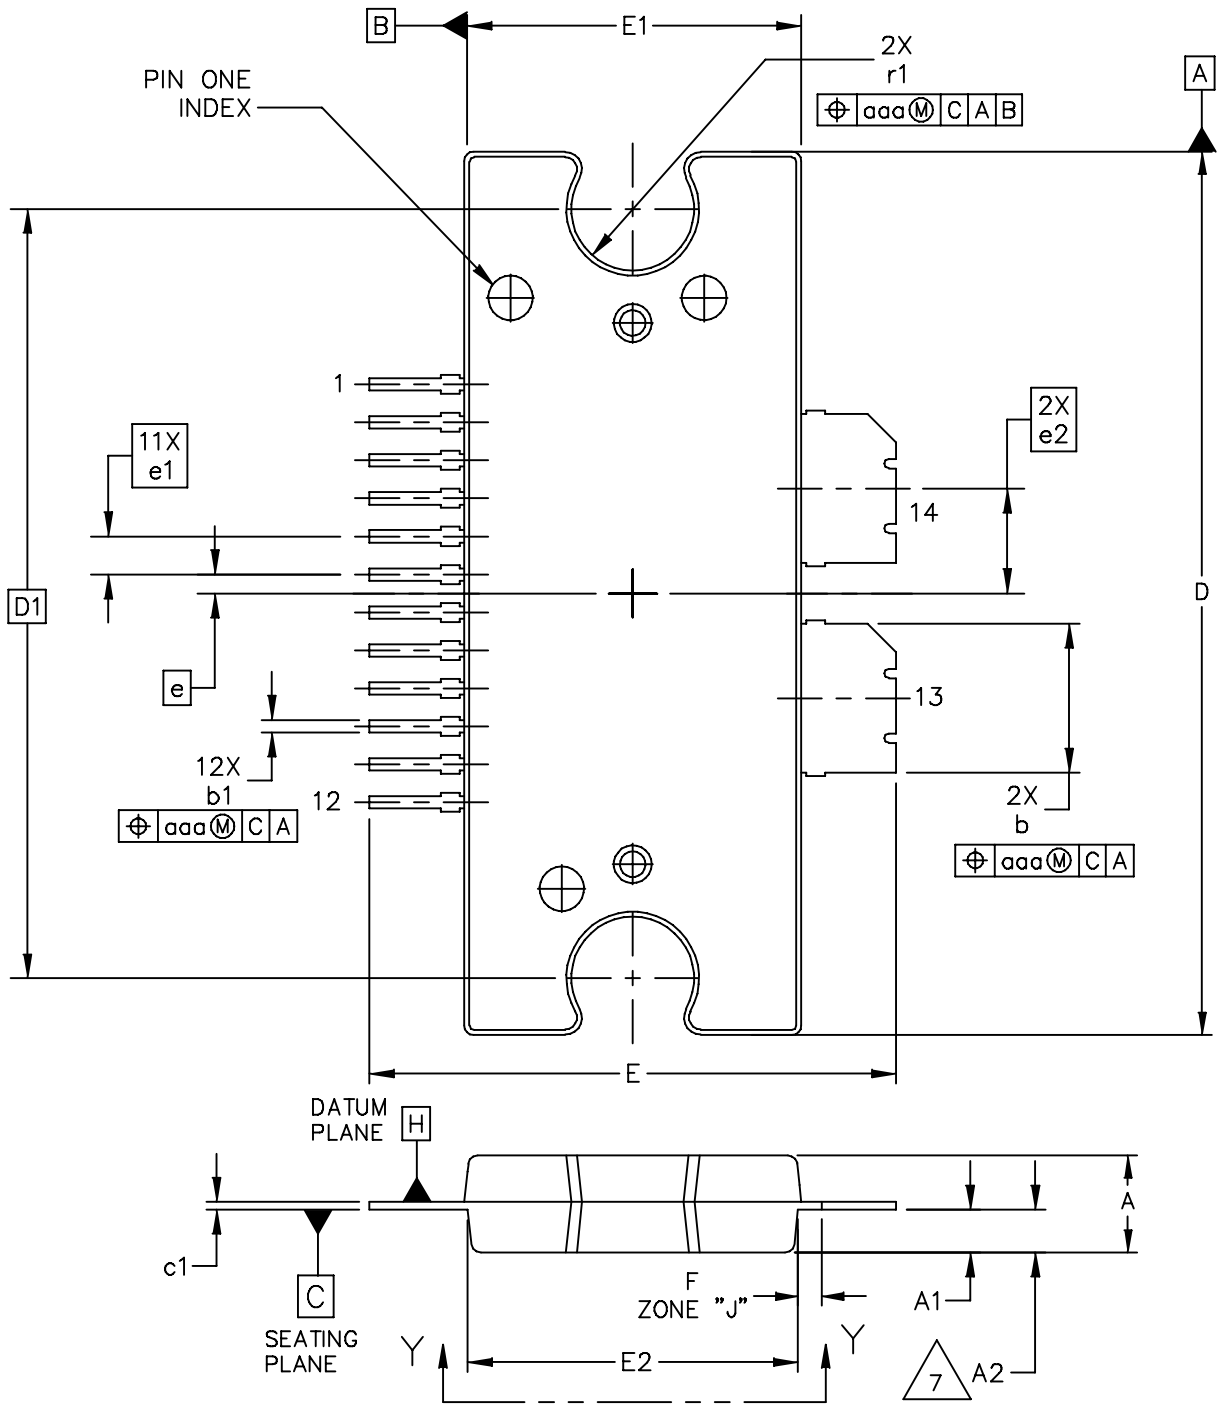 B
E1
2X
r1
⌖ aaa Ⓜ C A B
A
PIN ONE
INDEX
1
11X
e1
2X
e2
14
D1
D
e
13
12X
b1
⌖ aaa Ⓜ C A
12
2X
b
⌖ aaa Ⓜ C A
E
DATUM
PLANE
H
A
c1
C
SEATING
PLANE
F
ZONE "J"
A1
Y
Y
E2
7
A2